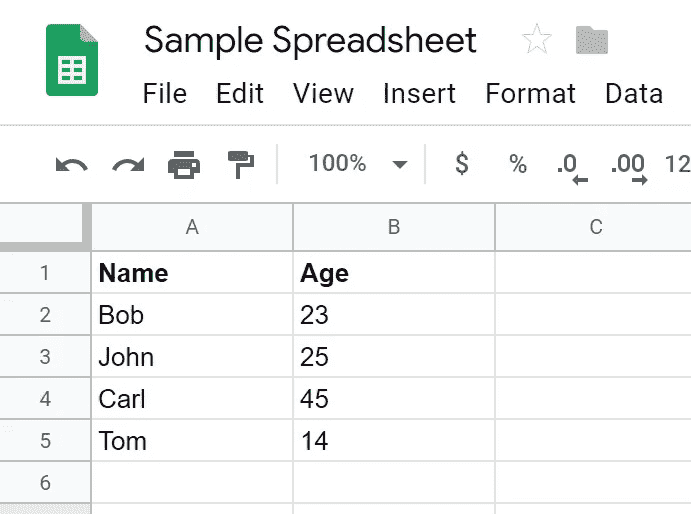 Sample Spreadsheet
File Edit View Insert Format Data
100% $ % .0 .00 12
A B C
1 Name Age
2 Bob 23
3 John 25
4 Carl 45
5 Tom 14
6